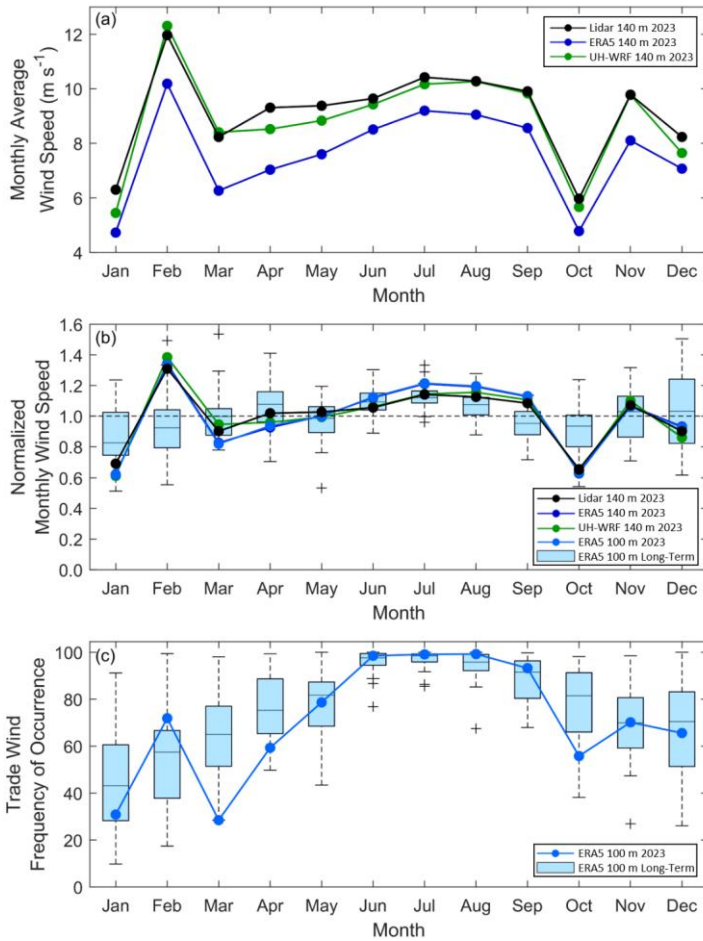 (a)
Lidar 140 m 2023
ERA5 140 m 2023
UH-WRF 140 m 2023
Monthly Average
Wind Speed (m s⁻¹)
12
10
8
6
4
Jan Feb Mar Apr May Jun Jul Aug Sep Oct Nov Dec
Month
(b)
Normalized
Monthly Wind Speed
1.6
1.4
1.2
1.0
0.8
0.6
0.4
0.2
0.0
Lidar 140 m 2023
ERA5 140 m 2023
UH-WRF 140 m 2023
ERA5 100 m 2023
ERA5 100 m Long-Term
Jan Feb Mar Apr May Jun Jul Aug Sep Oct Nov Dec
Month
(c)
Trade Wind
Frequency of Occurrence
100
80
60
40
20
0
ERA5 100 m 2023
ERA5 100 m Long-Term
Jan Feb Mar Apr May Jun Jul Aug Sep Oct Nov Dec
Month